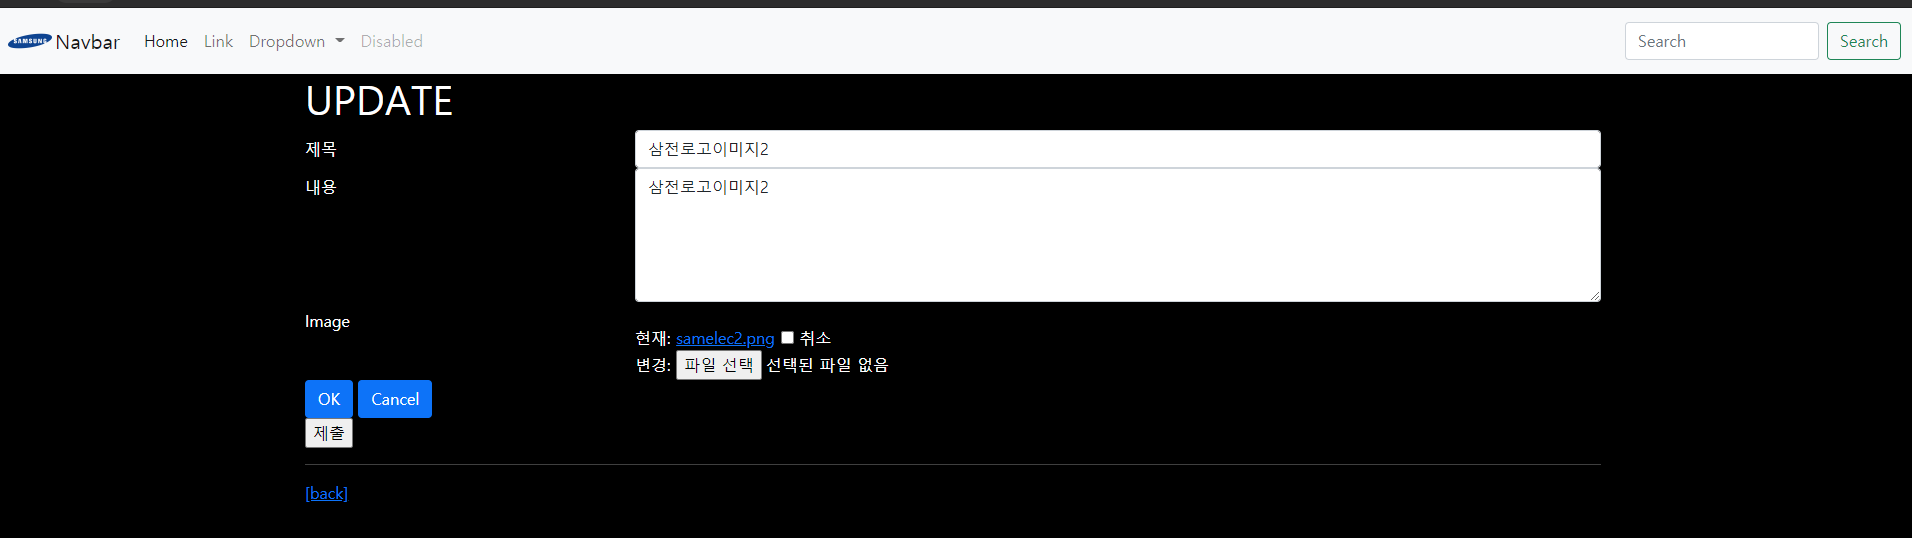 SAMSUNG Navbar Home Link Dropdown Disabled Search Search
UPDATE
제목 삼전로고이미지2
내용 삼전로고이미지2
Image
현재: samelec2.png 취소
변경: 파일 선택 선택된 파일 없음
OK Cancel
제출
[back]